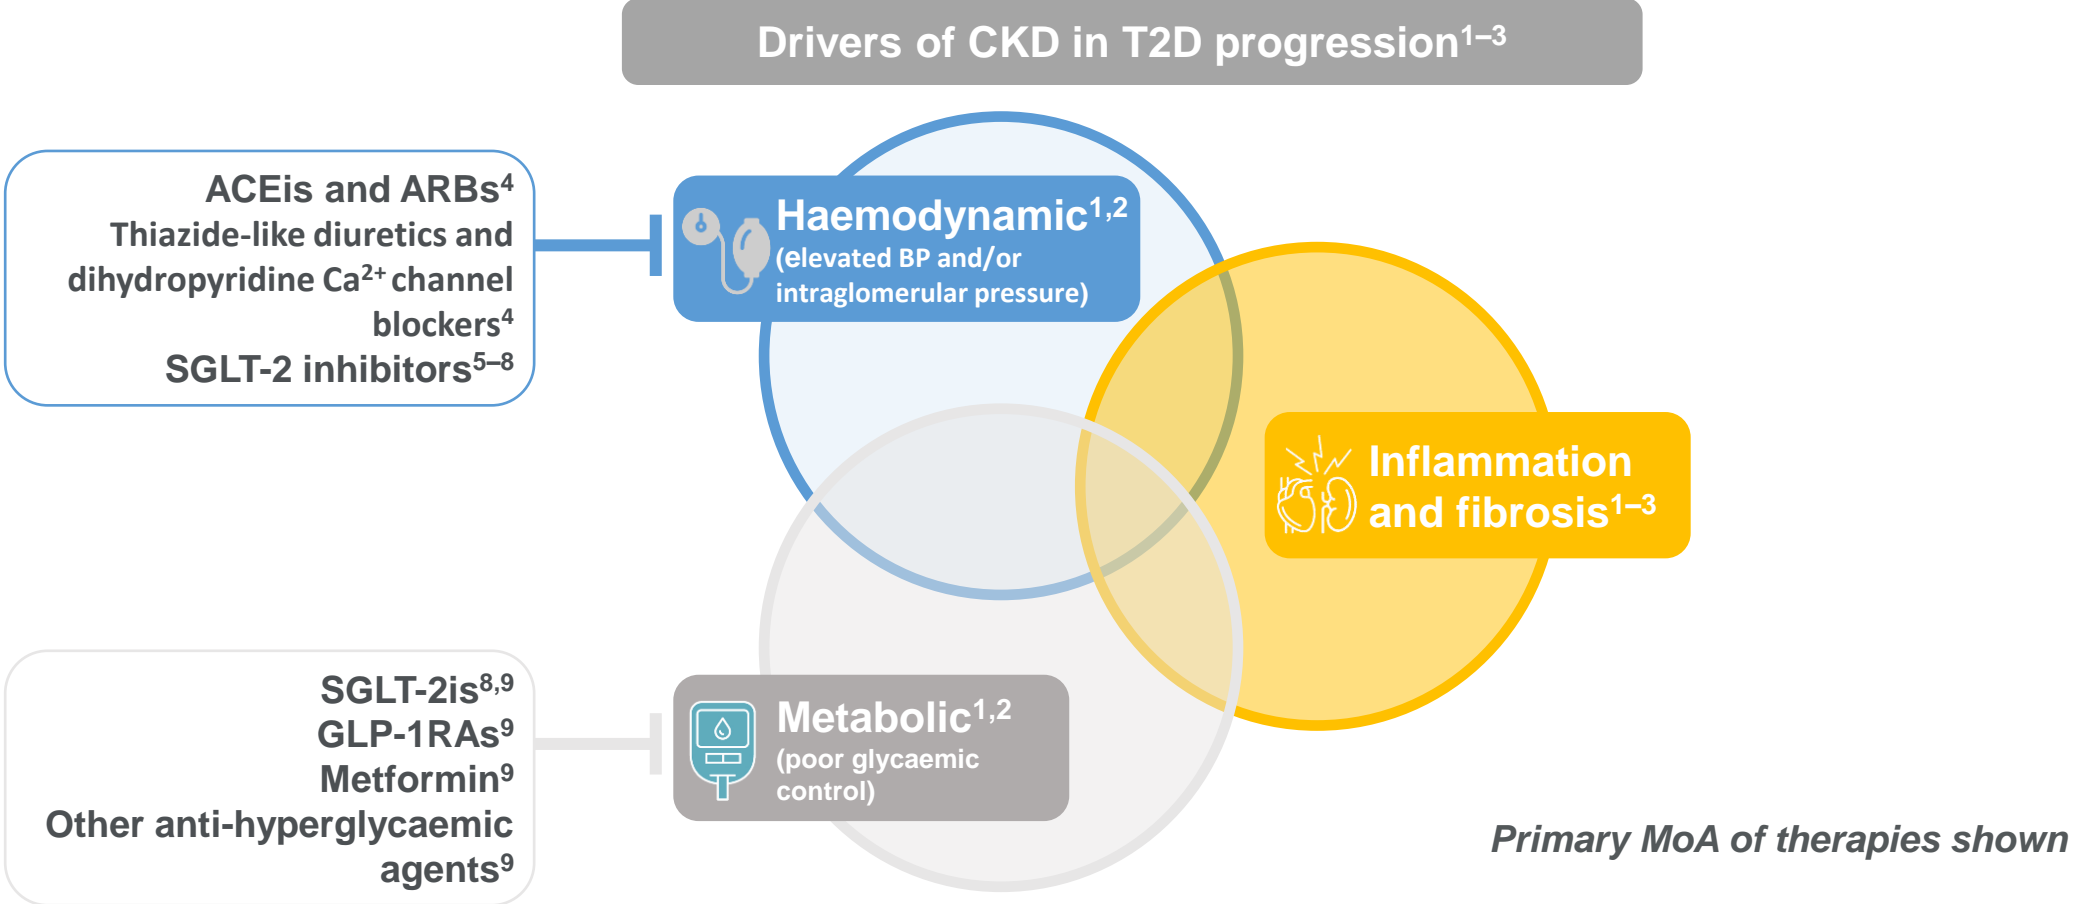 Drivers of CKD in T2D progression¹⁻³
ACEis and ARBs⁴
Thiazide-like diuretics and
dihydropyridine Ca²⁺ channel
blockers⁴
SGLT-2 inhibitors⁵⁻⁸
Haemodynamic¹,²
(elevated BP and/or
intraglomerular pressure)
Inflammation
and fibrosis¹⁻³
SGLT-2is⁸,⁹
GLP-1RAs⁹
Metformin⁹
Other anti-hyperglycaemic
agents⁹
Metabolic¹,²
(poor glycaemic
control)
Primary MoA of therapies shown